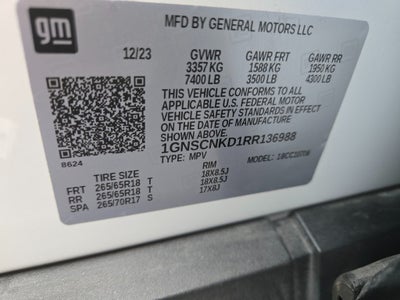 gm
MFD BY GENERAL MOTORS LLC
12/23 GVWR GAWR FRT GAWR RR
3357 KG 1588 KG 1950 KG
7400 LB 3500 LB 4300 LB
THIS VEHICLE CONFORMS TO ALL
APPLICABLE U.S. FEDERAL MOTOR
VEHICLE SAFETY STANDARDS IN EFFECT
ON THE DATE OF MANUFACTURE
SHOWN ABOVE.
1GNSCNKD1RR136988
8624
TYPE: MPV MODEL:
TIRE SIZE RIM
FRT 265/65R18 T 18X8.5J
RR 265/65R18 T 18X8.5J
SPA 265/70R17 S 17X8J